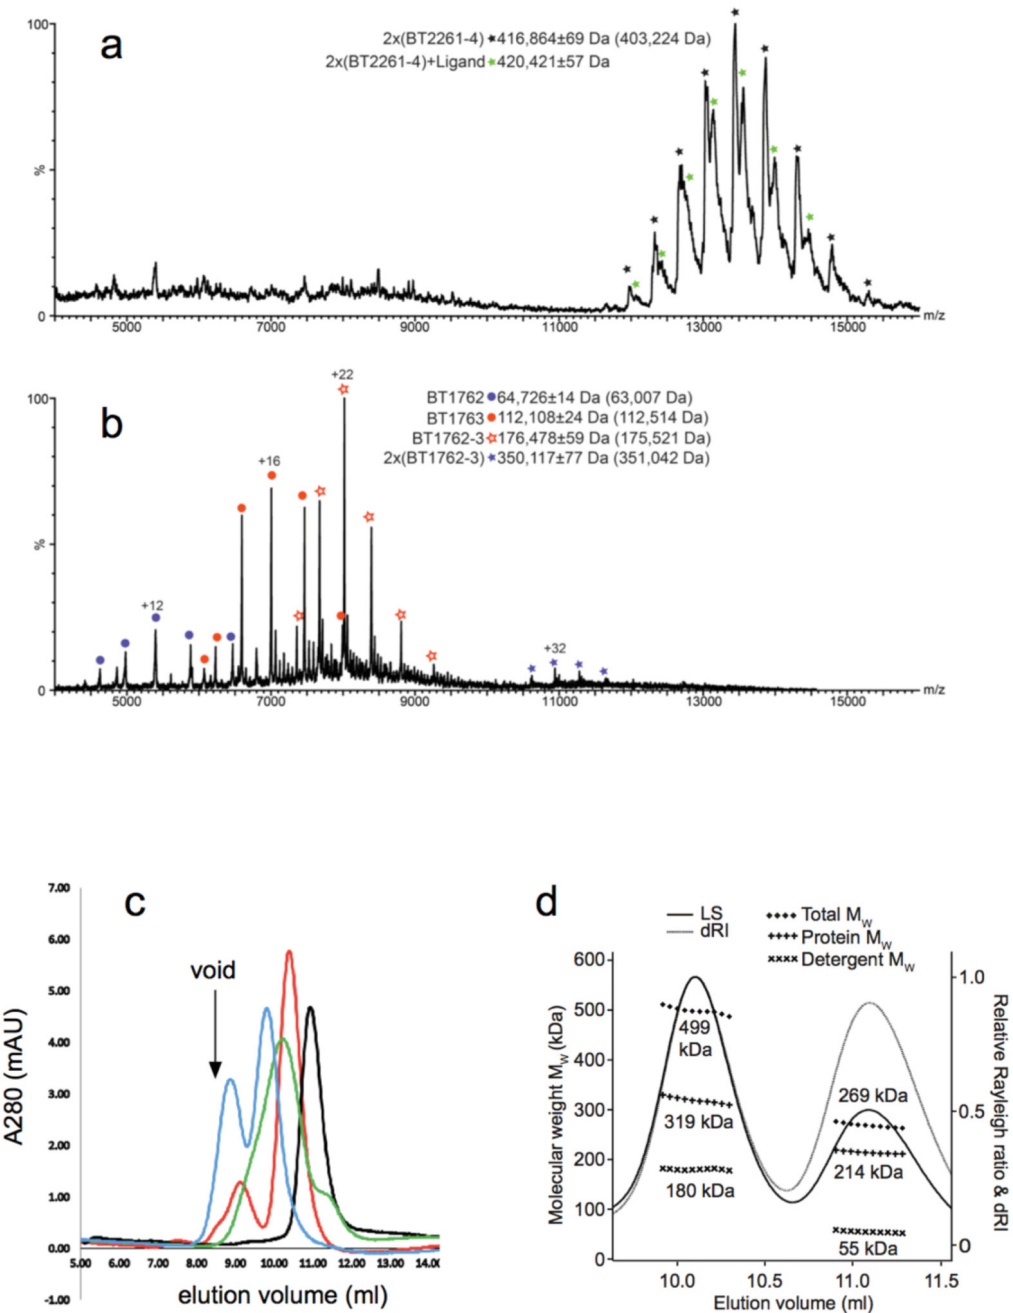 a
2x(BT2261-4) ★ 416,864±69 Da (403,224 Da)
2x(BT2261-4)+Ligand ★ 420,421±57 Da
100
%
0
5000 7000 9000 11000 13000 15000 m/z
b
BT1762 ● 64,726±14 Da (63,007 Da)
BT1763 ● 112,108±24 Da (112,514 Da)
BT1762-3 ☆ 176,478±59 Da (175,521 Da)
2x(BT1762-3) ★ 350,117±77 Da (351,042 Da)
+22
+16
+12
+32
100
%
0
5000 7000 9000 11000 13000 15000 m/z
c
void
A280 (mAU)
7.00
6.00
5.00
4.00
3.00
2.00
1.00
0.00
-1.00
5.00 6.00 7.00 8.00 9.00 10.00 11.00 12.00 13.00 14.0
elution volume (ml)
d
LS
dRI
Total Mw
Protein Mw
Detergent Mw
Molecular weight Mw (kDa)
600
500
400
300
200
100
0
499
kDa
319 kDa
180 kDa
269 kDa
214 kDa
55 kDa
1.0
0.5
0
Relative Rayleigh ratio & dRI
10.0 10.5 11.0 11.5
Elution volume (ml)